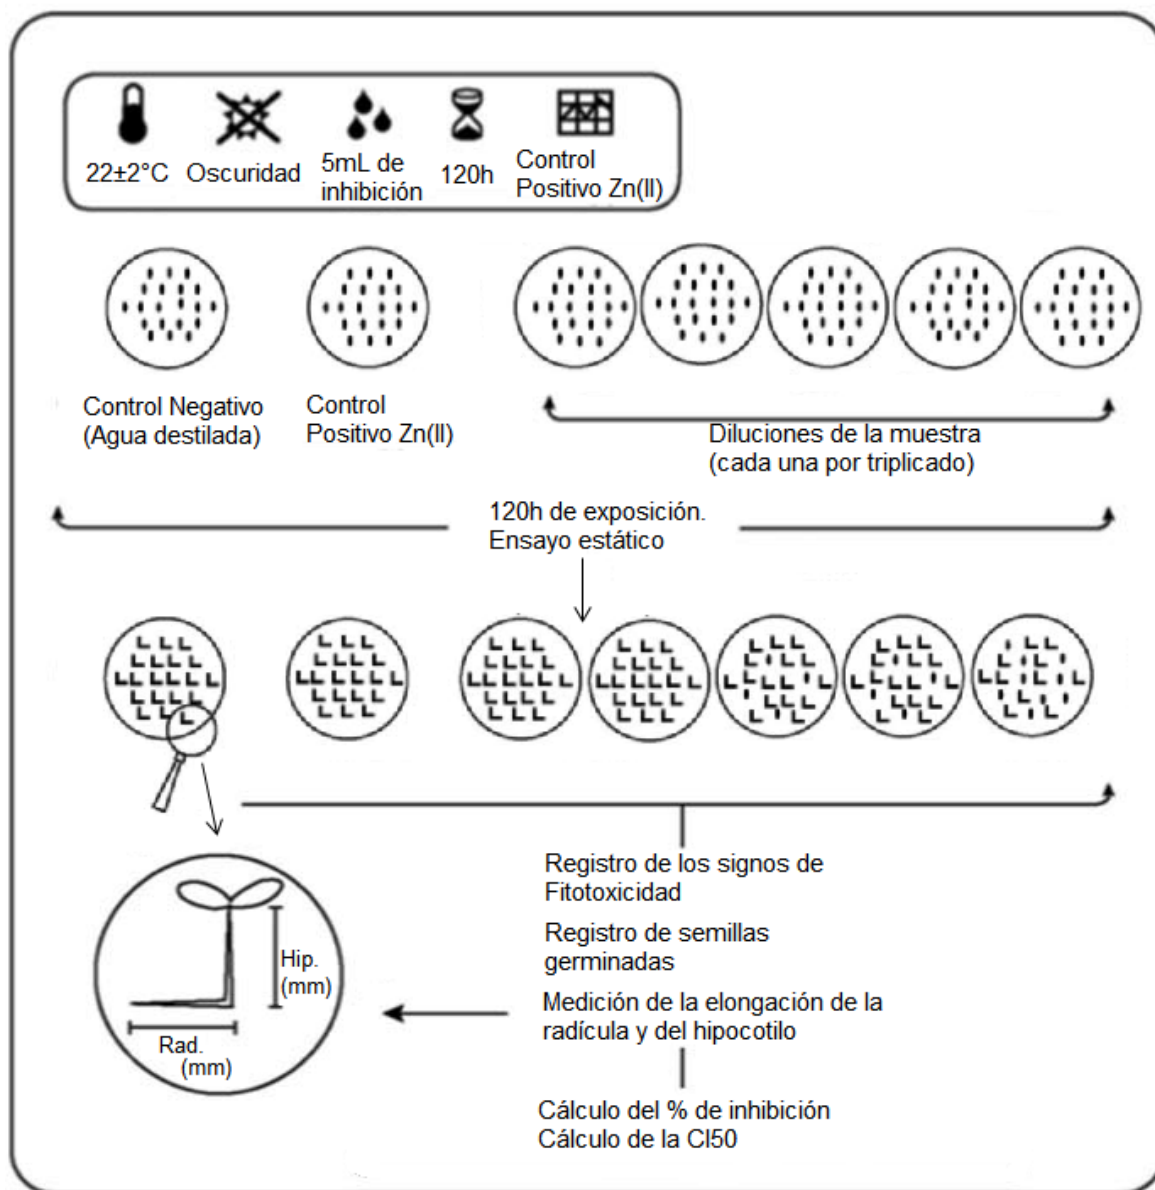 22±2°C
Oscuridad
5mL de
inhibición
120h
Control
Positivo Zn(II)
Control Negativo
(Agua destilada)
Control
Positivo Zn(II)
Diluciones de la muestra
(cada una por triplicado)
120h de exposición.
Ensayo estático
Registro de los signos de
Fitotoxicidad
Registro de semillas
germinadas
Medición de la elongación de la
radícula y del hipocotilo
Hip.
(mm)
Rad.
(mm)
Cálculo del % de inhibición
Cálculo de la CI50